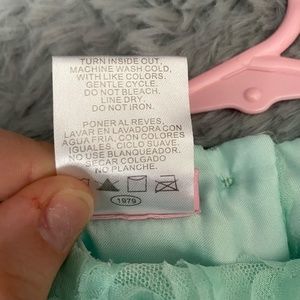 TURN INSIDE OUT,
MACHINE WASH COLD,
WITH LIKE COLORS.
GENTLE CYCLE.
DO NOT BLEACH.
LINE DRY.
DO NOT IRON.
PONER AL REVES,
LAVAR EN LAVADORA CON
AGUA FRIA. CON COLORES
IGUALES. CICLO SUAVE.
NO USE BLANQUEADOR.
SECAR COLGADO
NO PLANCHA.
1979